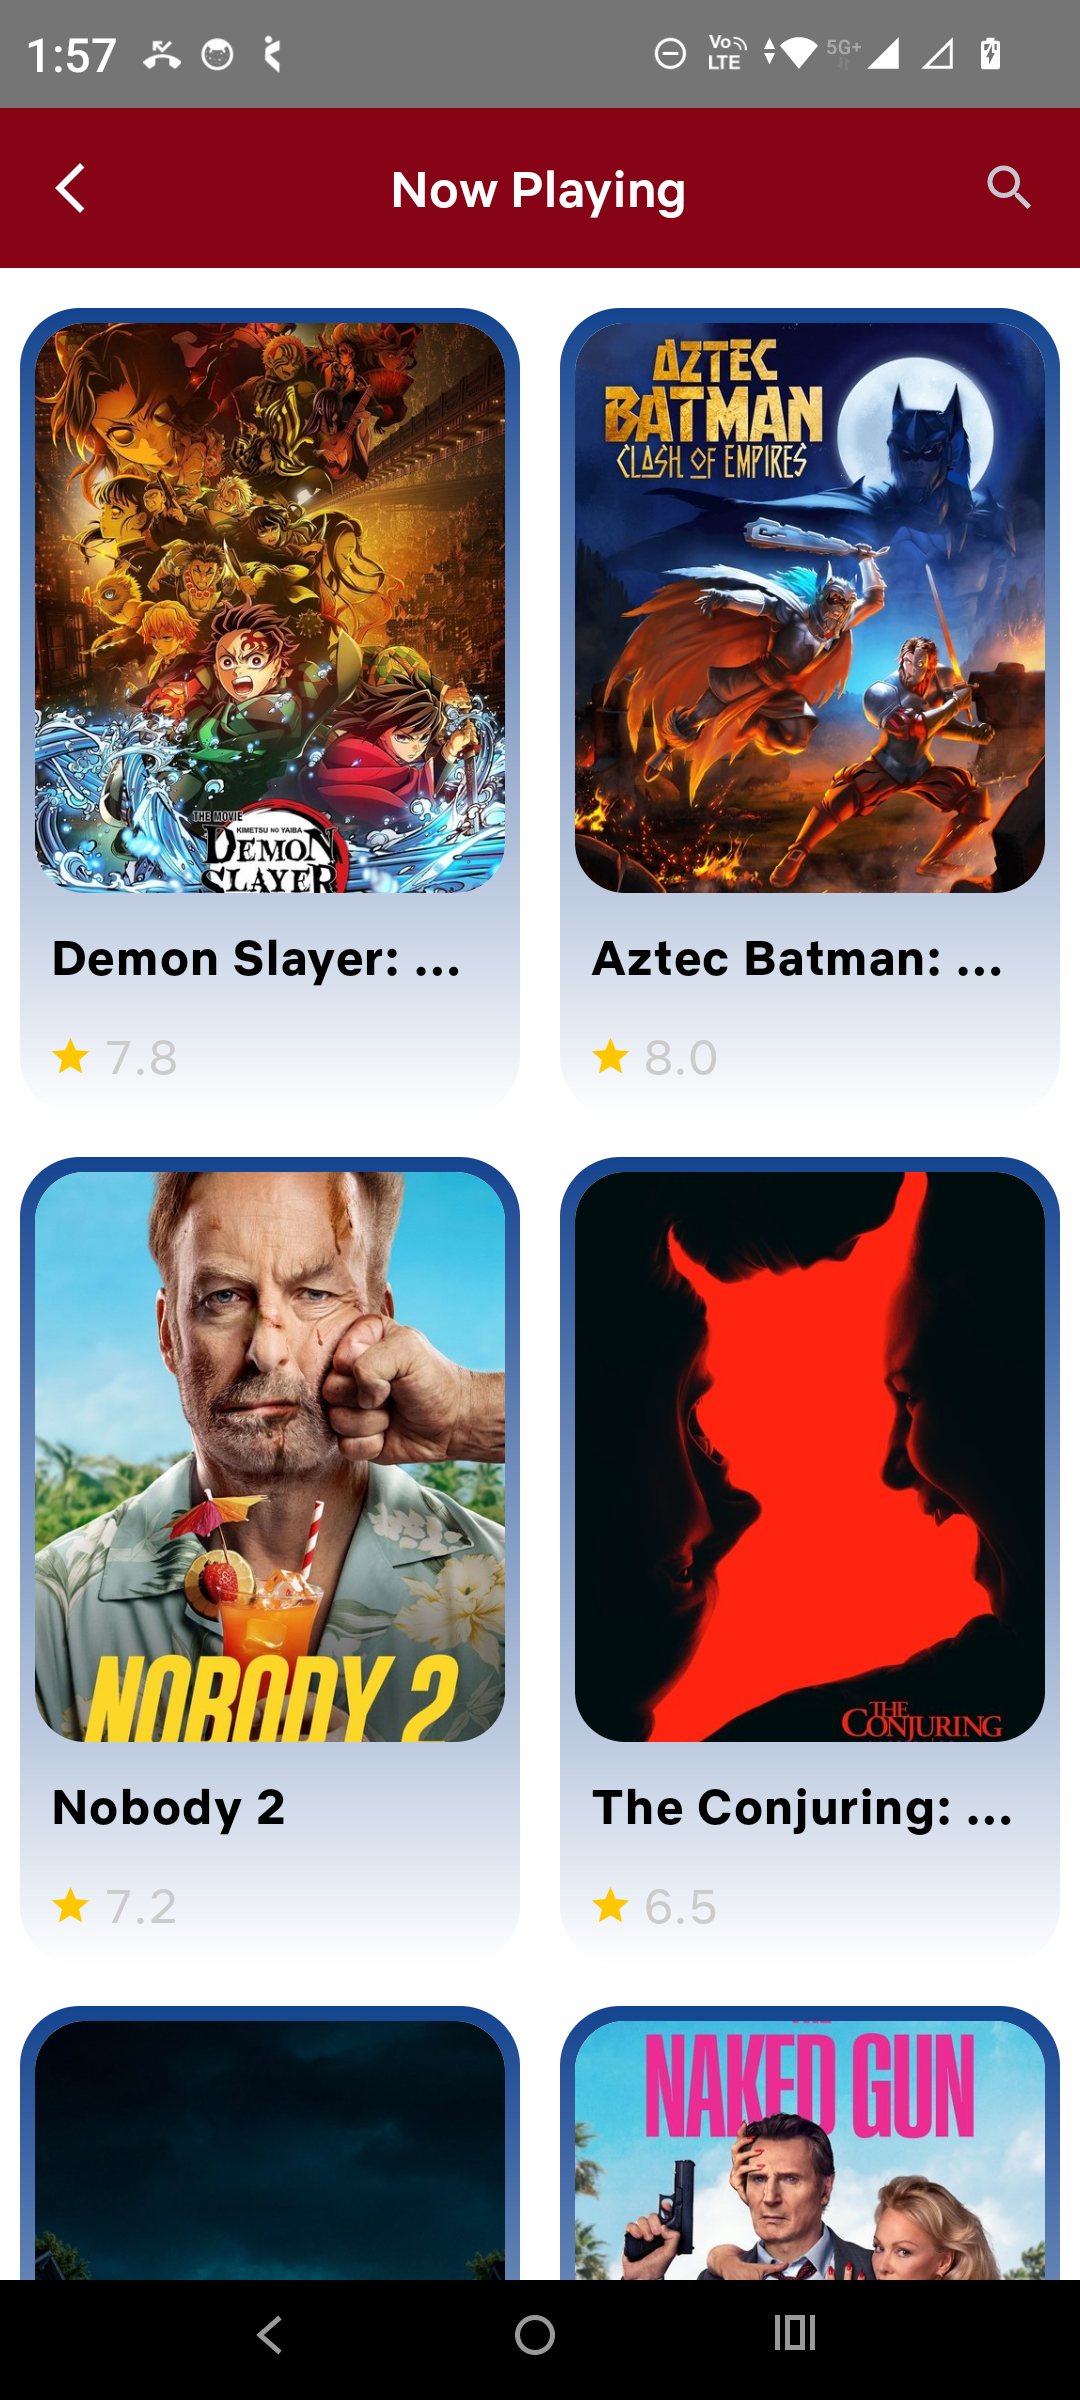 1:57
Vo
LTE
5G+
Now Playing
AZTEC
BATMAN
CLASH OF EMPIRES
THE MOVIE
KIMETSU NO YAIBA
DEMON
SLAYER
Demon Slayer: ...
Aztec Batman: ...
7.8
8.0
NOBODY 2
THE
CONJURING
Nobody 2
The Conjuring: ...
7.2
6.5
NAKED GUN